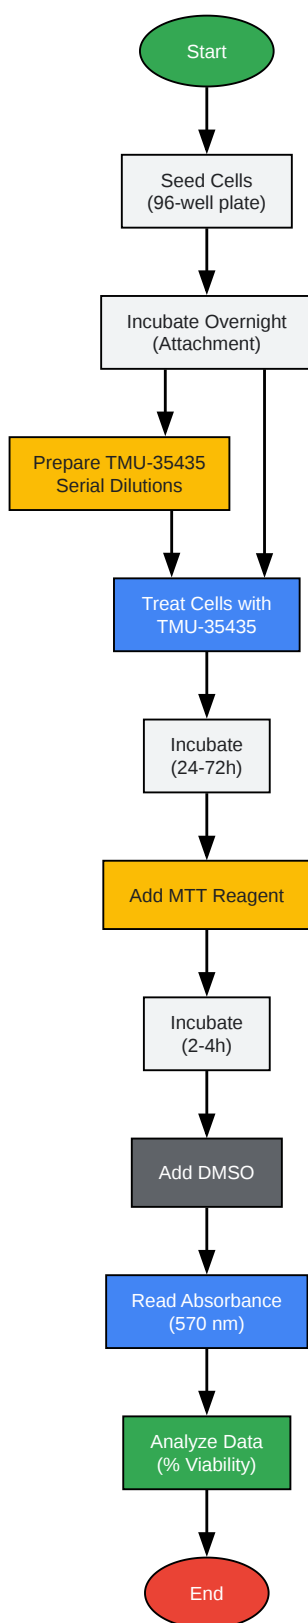 Start
Seed Cells
(96-well plate)
Incubate Overnight
(Attachment)
Prepare TMU-35435
Serial Dilutions
Treat Cells with
TMU-35435
Incubate
(24-72h)
Add MTT Reagent
Incubate
(2-4h)
Add DMSO
Read Absorbance
(570 nm)
Analyze Data
(% Viability)
End